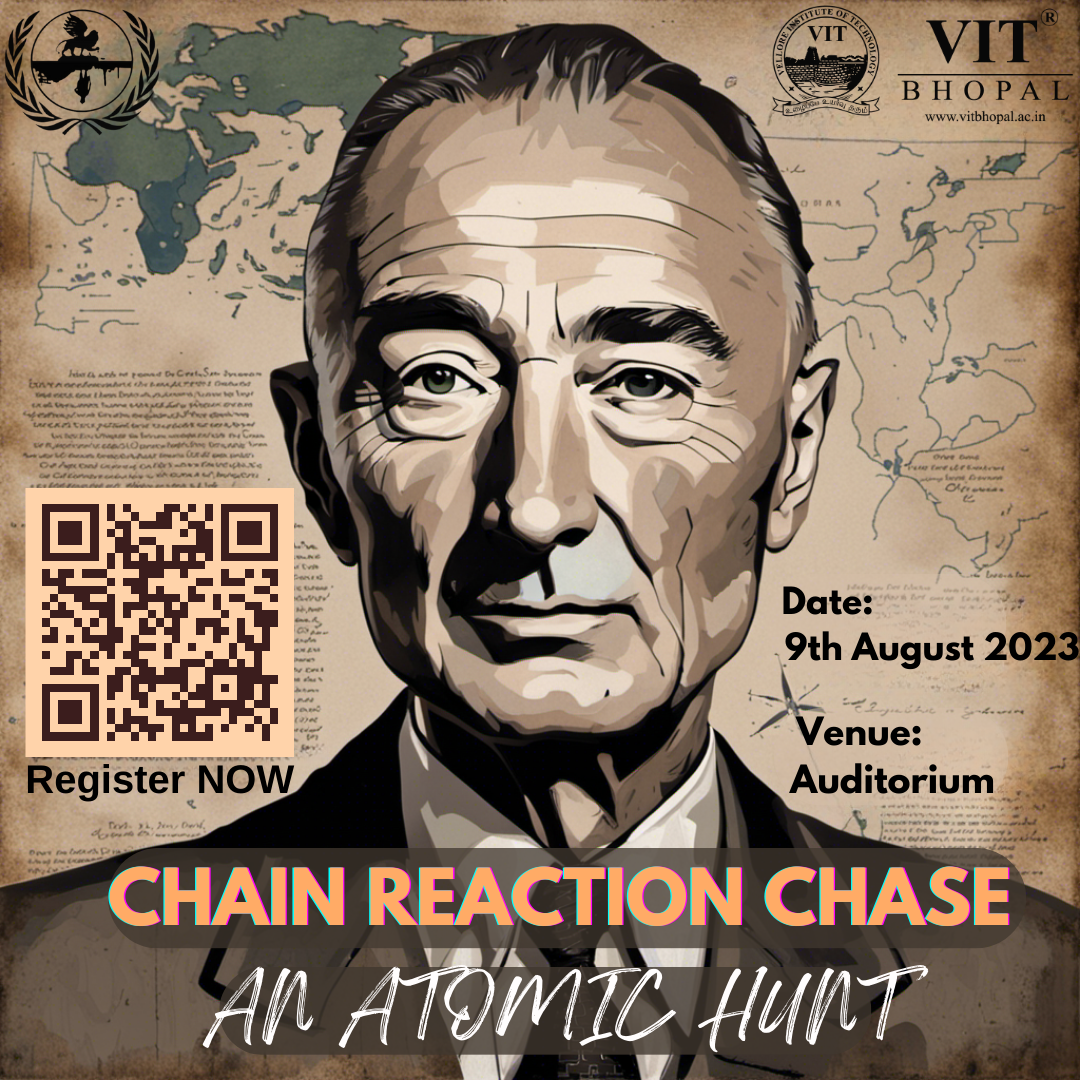 VELLORE INSTITUTE OF TECHNOLOGY
VIT
VIT®
BHOPAL
www.vitbhopal.ac.in
Register NOW
Date:
9th August 2023
Venue:
Auditorium
CHAIN REACTION CHASE
AN ATOMIC HUNT